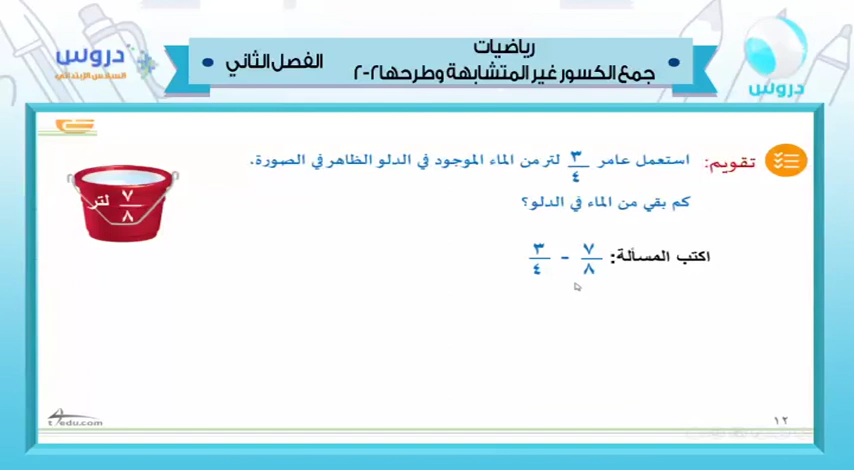 رياضيات
جمع الكسور غير المتشابهة وطرحها ٢-٢
الفصل الثاني
دروس
السادس الإبتدائي
دروس
تقويم: استعمل عامر ٣/٤ لتر من الماء الموجود في الدلو الظاهر في الصورة.
كم بقي من الماء في الدلو؟
٧/٨ لتر
اكتب المسألة: ٧/٨ - ٣/٤
t4edu.com
١٢